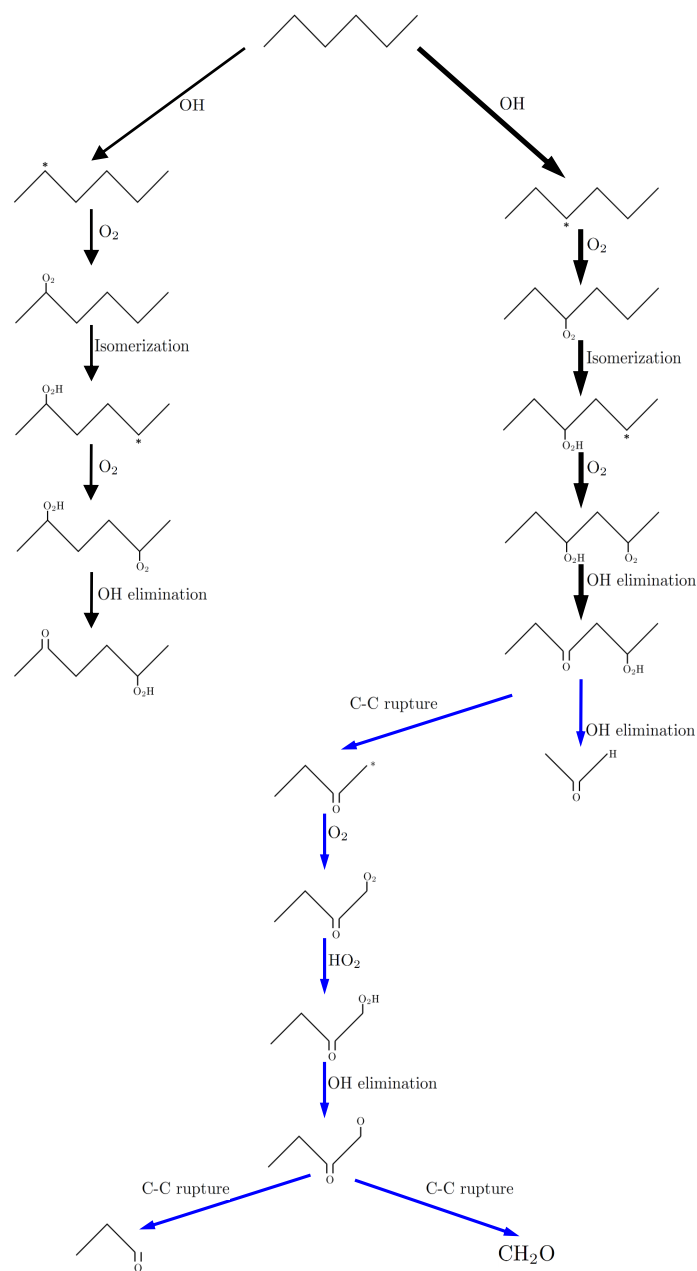 OH
OH
*
*
O₂
O₂
O₂
O₂
Isomerization
Isomerization
O₂H
*
O₂H
*
O₂
O₂
O₂H
O₂
O₂H
O₂
OH elimination
OH elimination
O
O₂H
O
O₂H
C-C rupture
OH elimination
H
O
*
O
O₂
O₂
O
HO₂
O₂H
O
OH elimination
O
O
C-C rupture
C-C rupture
O
CH₂O